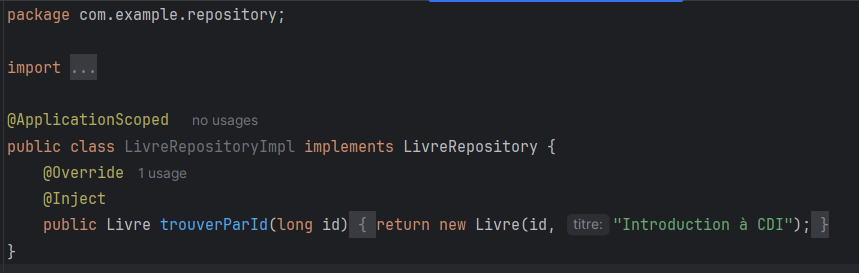 package com.example.repository;
import ...
@ApplicationScoped no usages
public class LivreRepositoryImpl implements LivreRepository {
@Override 1 usage
@Inject
public Livre trouverParId(long id) { return new Livre(id, titre: "Introduction à CDI"); }
}